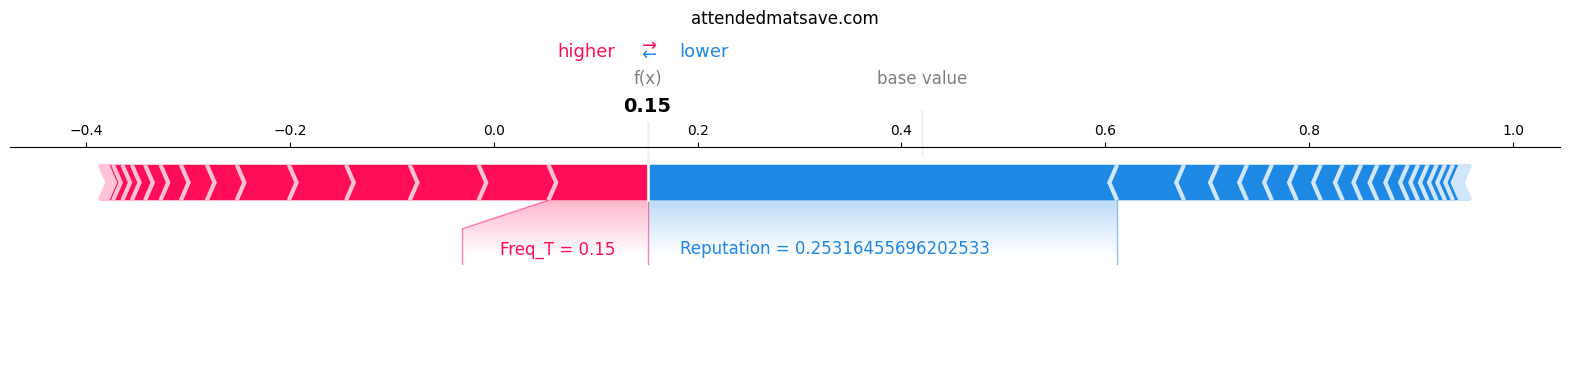 attendedmatsave.com
higher ⇄ lower
f(x) base value
0.15
−0.4 −0.2 0.0 0.2 0.4 0.6 0.8 1.0
Freq_T = 0.15 Reputation = 0.25316455696202533